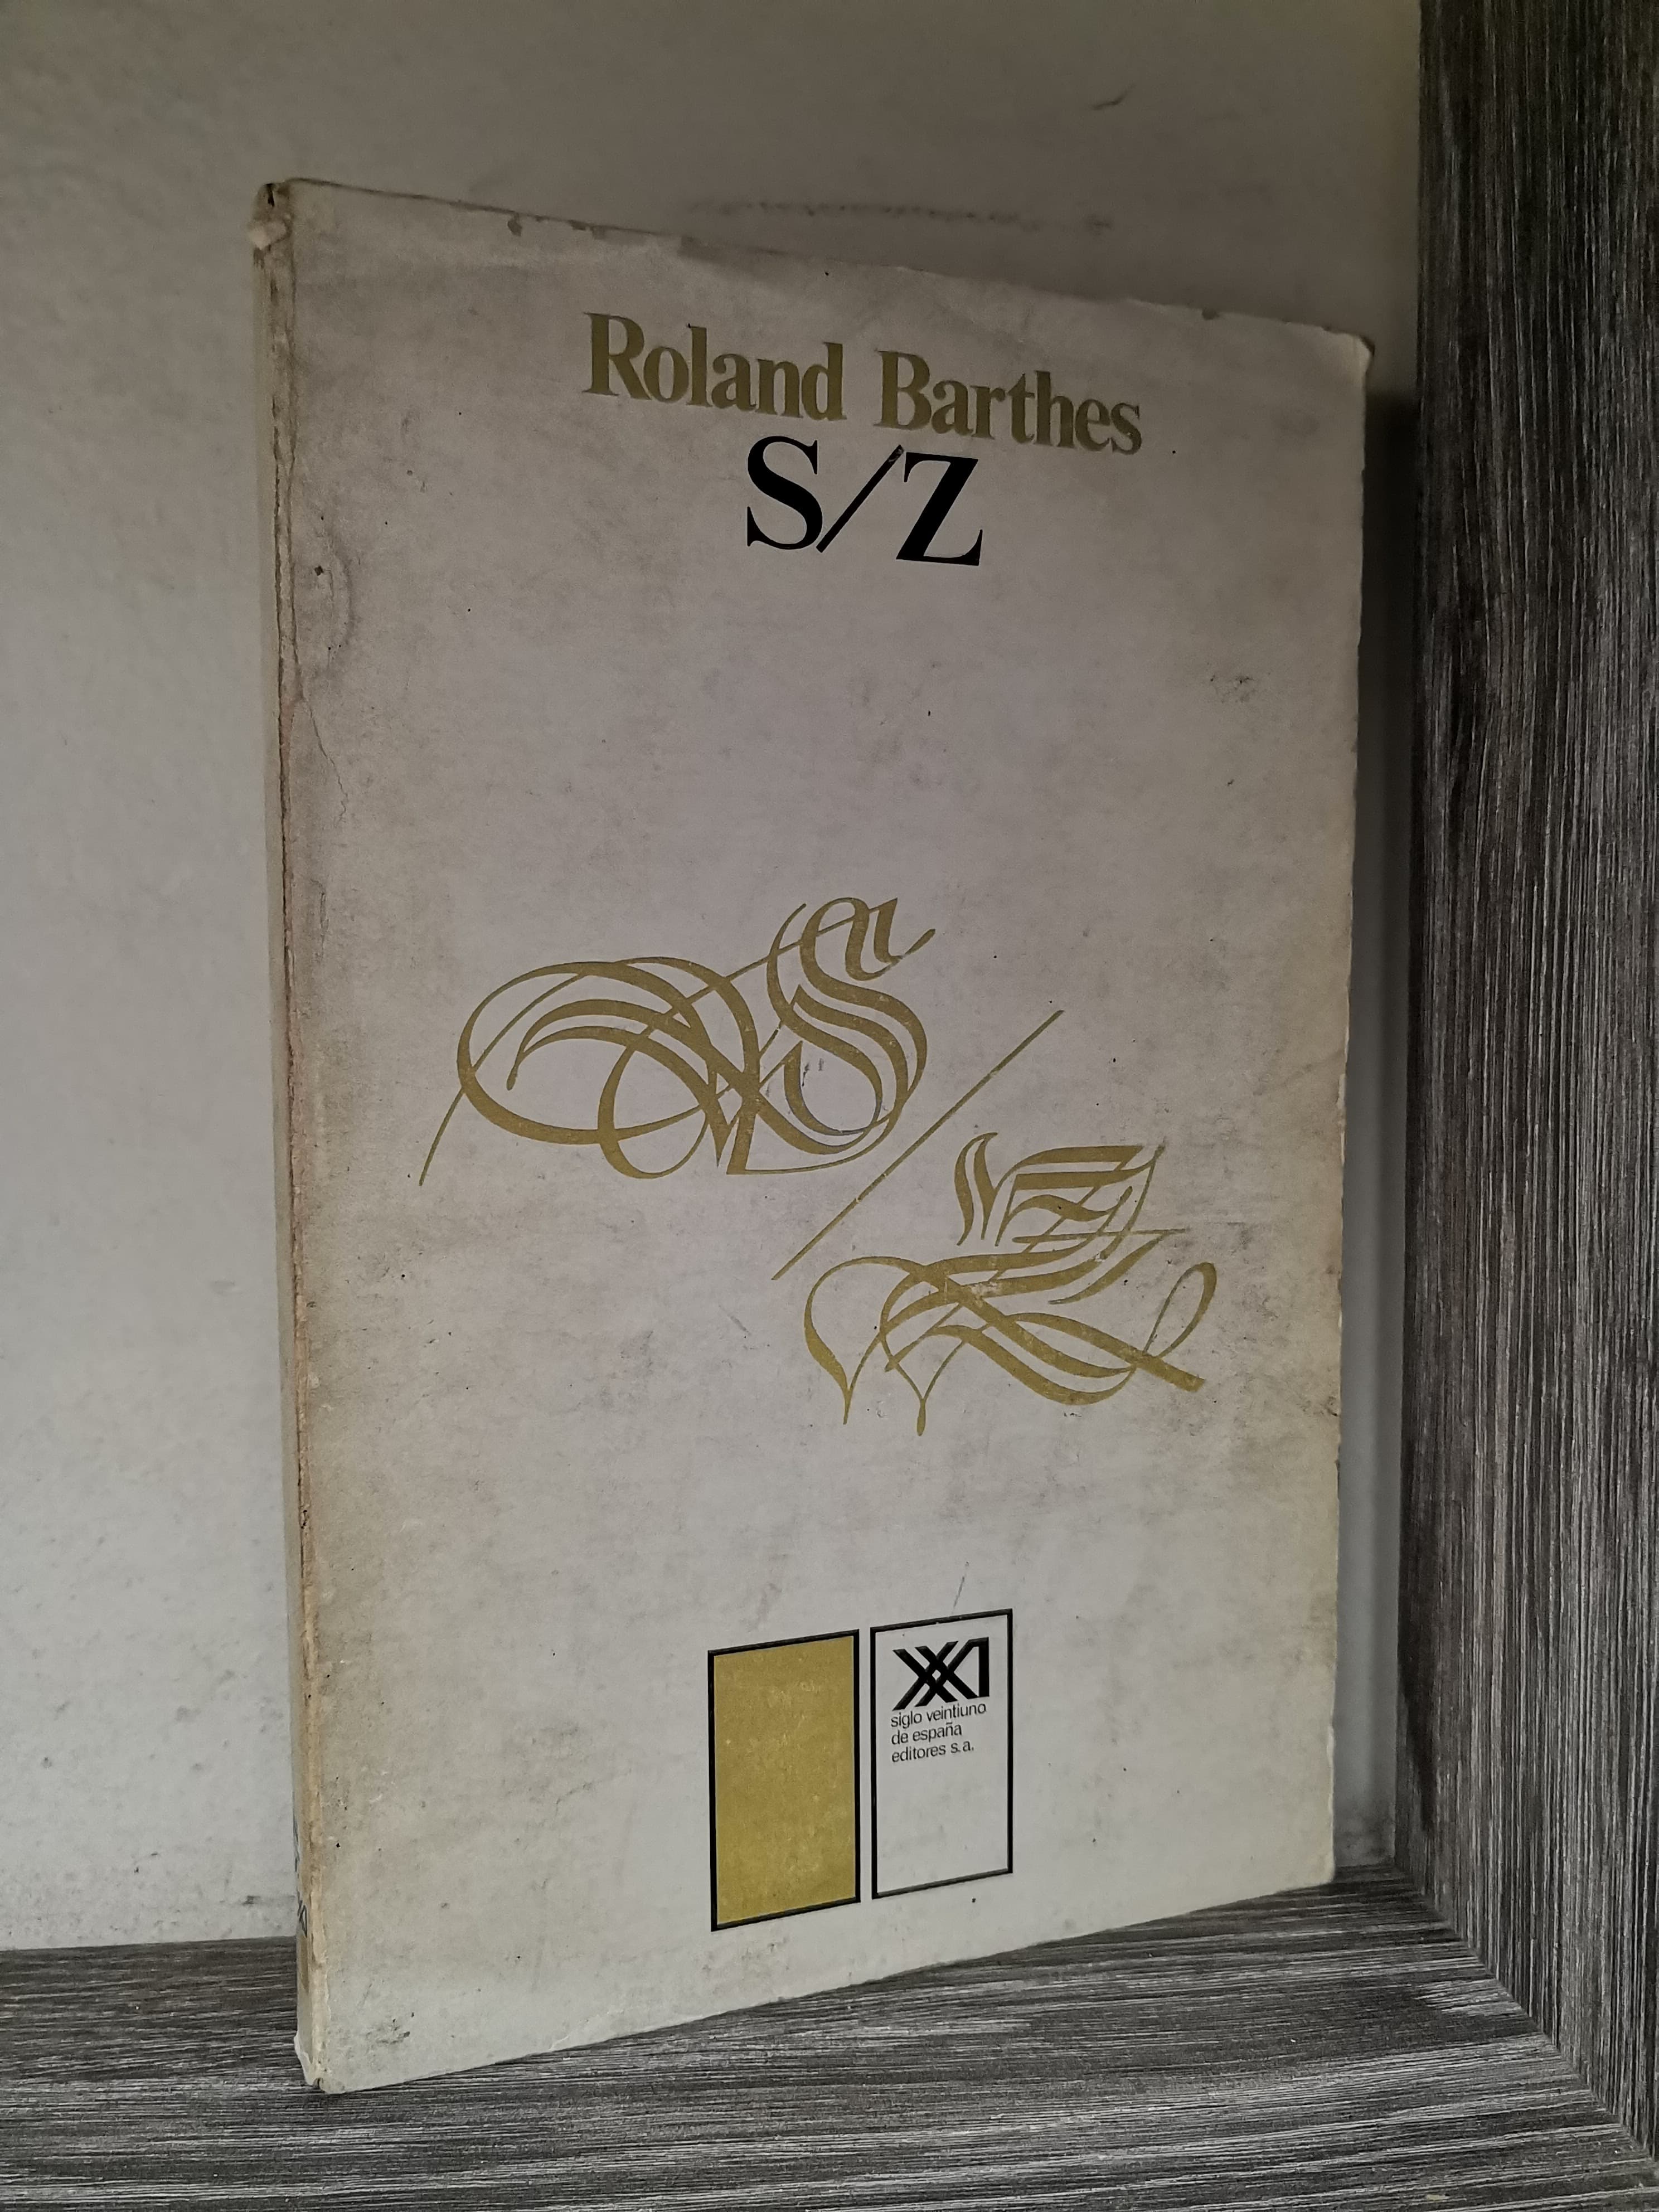 Roland Barthes
S/Z
S
/
Z
XXI
siglo veintiuno
de españa
editores s.a.